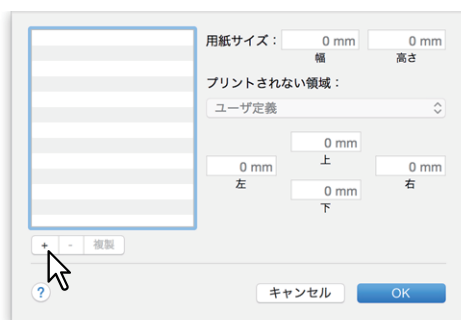 用紙サイズ： 0 mm 0 mm
幅 高さ
プリントされない領域：
ユーザ定義
0 mm
上
0 mm 0 mm
左 右
0 mm
下
+ - 複製
? キャンセル OK